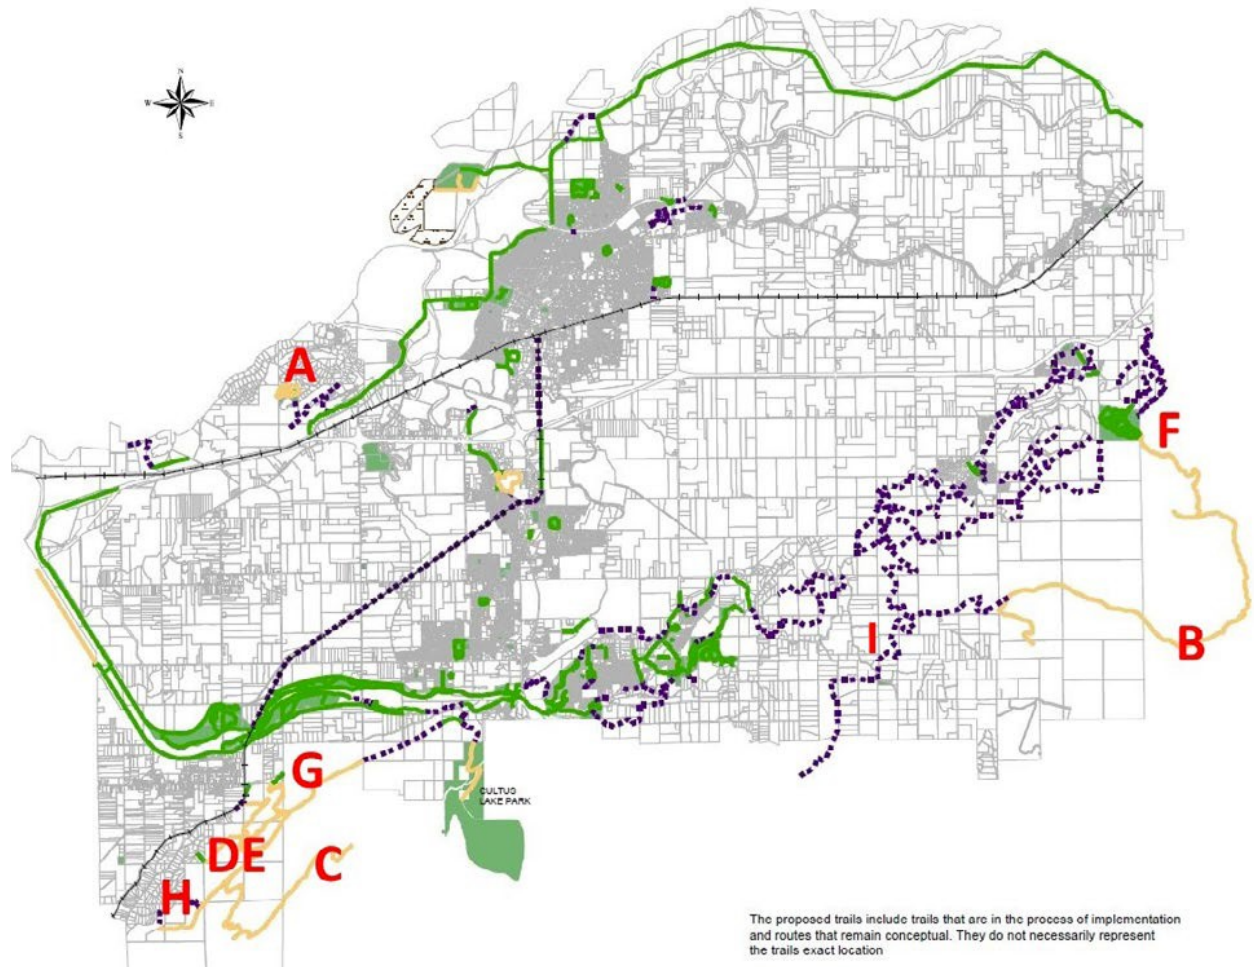 N
W E
S
A
F
B
I
CULTUS
LAKE PARK
G
DE
C
H
The proposed trails include trails that are in the process of implementation
and routes that remain conceptual. They do not necessarily represent
the trails exact location